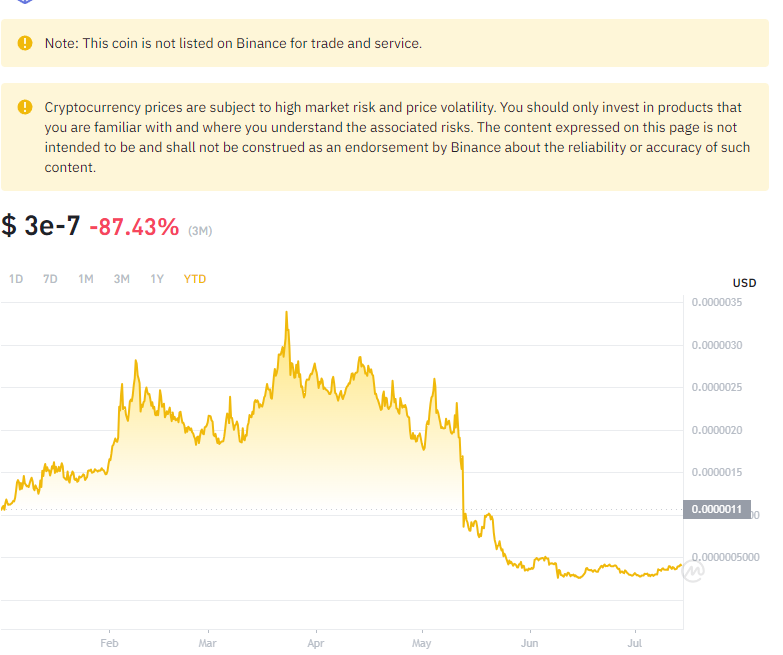 Note: This coin is not listed on Binance for trade and service.
Cryptocurrency prices are subject to high market risk and price volatility. You should only invest in products that
you are familiar with and where you understand the associated risks. The content expressed on this page is not
intended to be and shall not be construed as an endorsement by Binance about the reliability or accuracy of such
content.
$ 3e-7 -87.43% (3M)
1D 7D 1M 3M 1Y YTD
USD
0.0000035
0.0000030
0.0000025
0.0000020
0.0000015
0.0000011
0.0000005000
Feb Mar Apr May Jun Jul